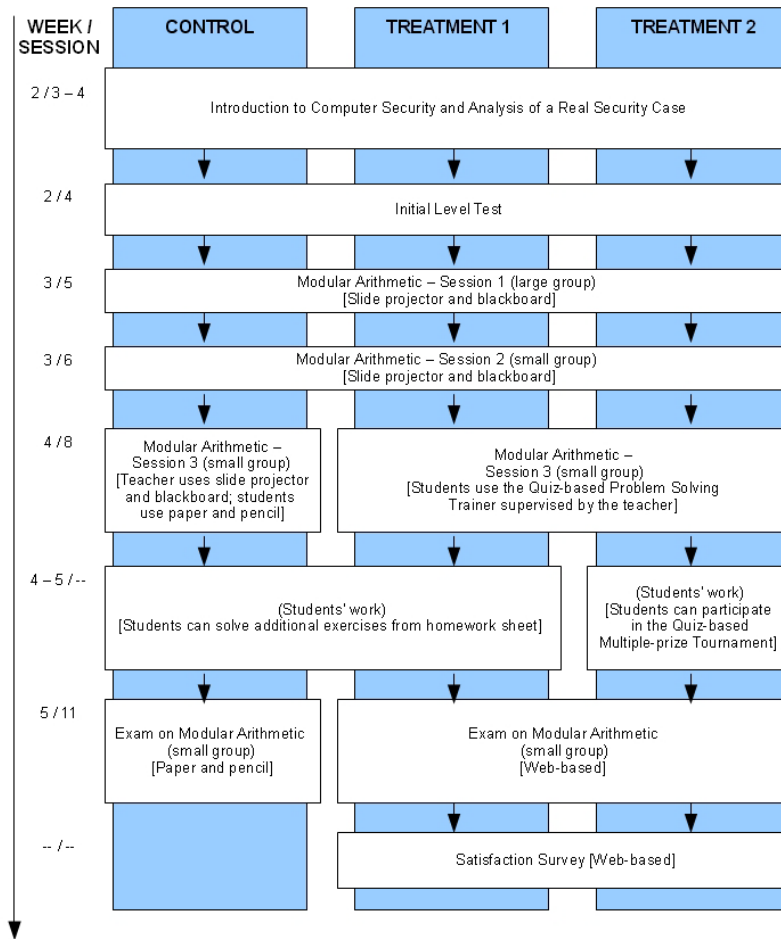 WEEK /
SESSION
CONTROL
TREATMENT 1
TREATMENT 2
2 / 3 – 4
Introduction to Computer Security and Analysis of a Real Security Case
2 / 4
Initial Level Test
3 / 5
Modular Arithmetic – Session 1 (large group)
[Slide projector and blackboard]
3 / 6
Modular Arithmetic – Session 2 (small group)
[Slide projector and blackboard]
4 / 8
Modular Arithmetic –
Session 3 (small group)
[Teacher uses slide projector
and blackboard; students
use paper and pencil]
Modular Arithmetic –
Session 3 (small group)
[Students use the Quiz-based Problem Solving
Trainer supervised by the teacher]
4 – 5 / --
(Students' work)
[Students can solve additional exercises from homework sheet]
(Students' work)
[Students can participate
in the Quiz-based
Multiple-prize Tournament]
5 / 11
Exam on Modular Arithmetic
(small group)
[Paper and pencil]
Exam on Modular Arithmetic
(small group)
[Web-based]
-- / --
Satisfaction Survey [Web-based]